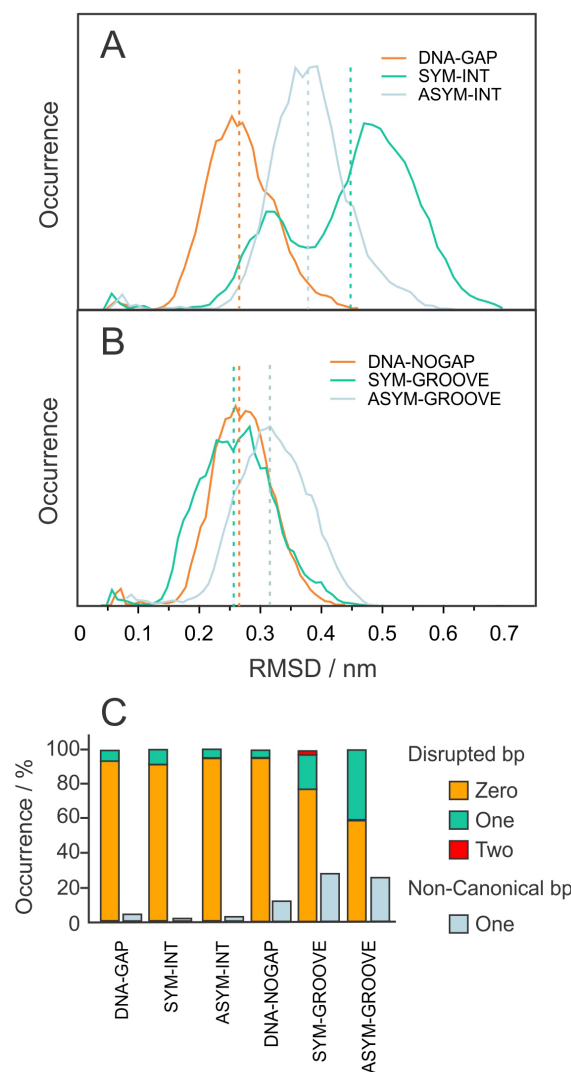 A
DNA-GAP
SYM-INT
ASYM-INT
Occurrence
B
DNA-NOGAP
SYM-GROOVE
ASYM-GROOVE
Occurrence
0 0.1 0.2 0.3 0.4 0.5 0.6 0.7
RMSD / nm
C
Occurrence / %
100
80
60
40
20
0
DNA-GAP
SYM-INT
ASYM-INT
DNA-NOGAP
SYM-GROOVE
ASYM-GROOVE
Disrupted bp
Zero
One
Two
Non-Canonical bp
One